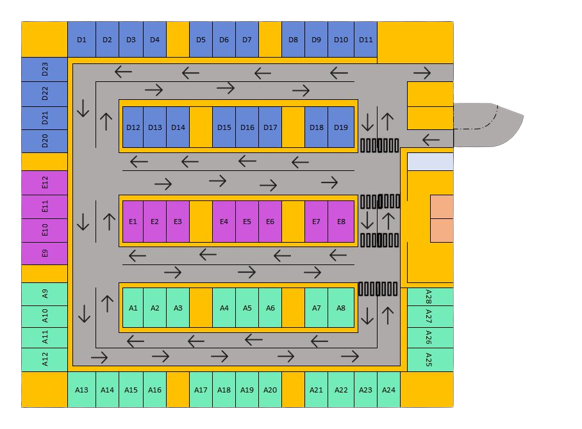 D1 D2 D3 D4 D5 D6 D7 D8 D9 D10 D11
D23
D22
D21
D20
D12 D13 D14 D15 D16 D17 D18 D19
E12
E11
E10
E9
E1 E2 E3 E4 E5 E6 E7 E8
A9
A10
A11
A12
A1 A2 A3 A4 A5 A6 A7 A8
A28
A27
A26
A25
A13 A14 A15 A16 A17 A18 A19 A20 A21 A22 A23 A24